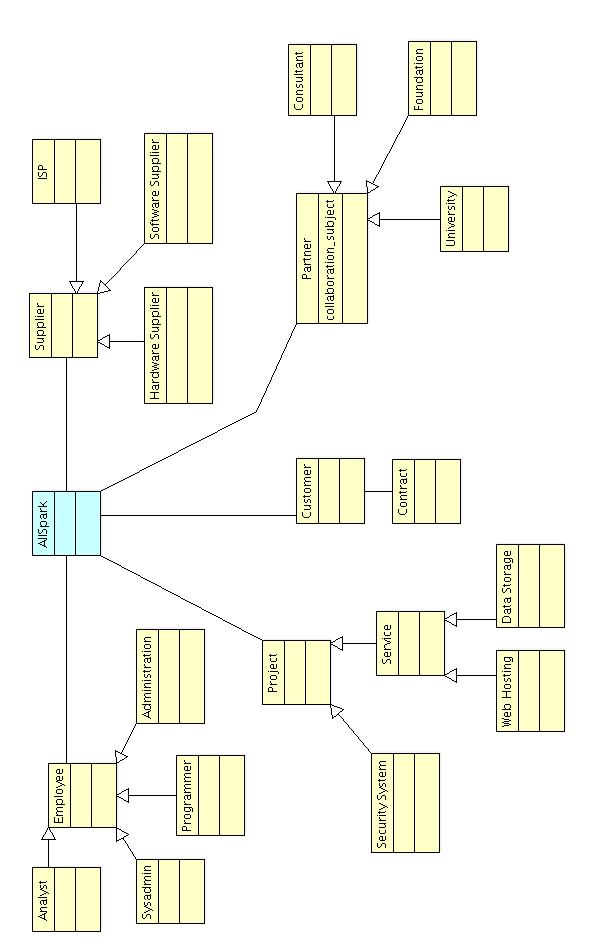 Analyst
Employee
Sysadmin
Programmer
Administration
AllSpark
Supplier
ISP
Software Supplier
Hardware Supplier
Project
Security System
Service
Web Hosting
Data Storage
Customer
Contract
Partner
collaboration_subject
Consultant
Foundation
University